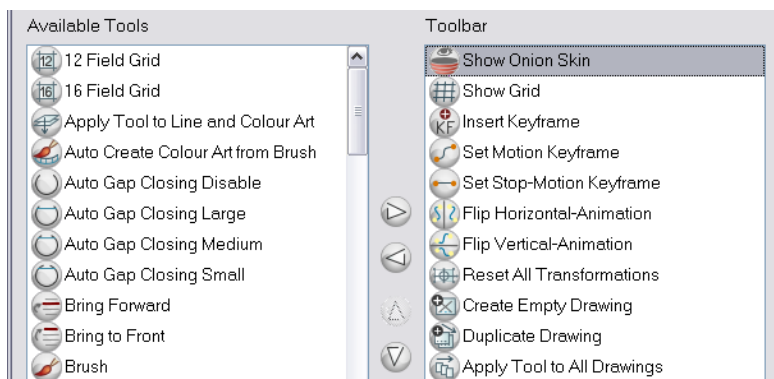 Available Tools
12 12 Field Grid
16 16 Field Grid
Apply Tool to Line and Colour Art
Auto Create Colour Art from Brush
Auto Gap Closing Disable
Auto Gap Closing Large
Auto Gap Closing Medium
Auto Gap Closing Small
Bring Forward
Bring to Front
Brush
Toolbar
Show Onion Skin
Show Grid
KF Insert Keyframe
Set Motion Keyframe
Set Stop-Motion Keyframe
Flip Horizontal-Animation
Flip Vertical-Animation
Reset All Transformations
Create Empty Drawing
Duplicate Drawing
Apply Tool to All Drawings